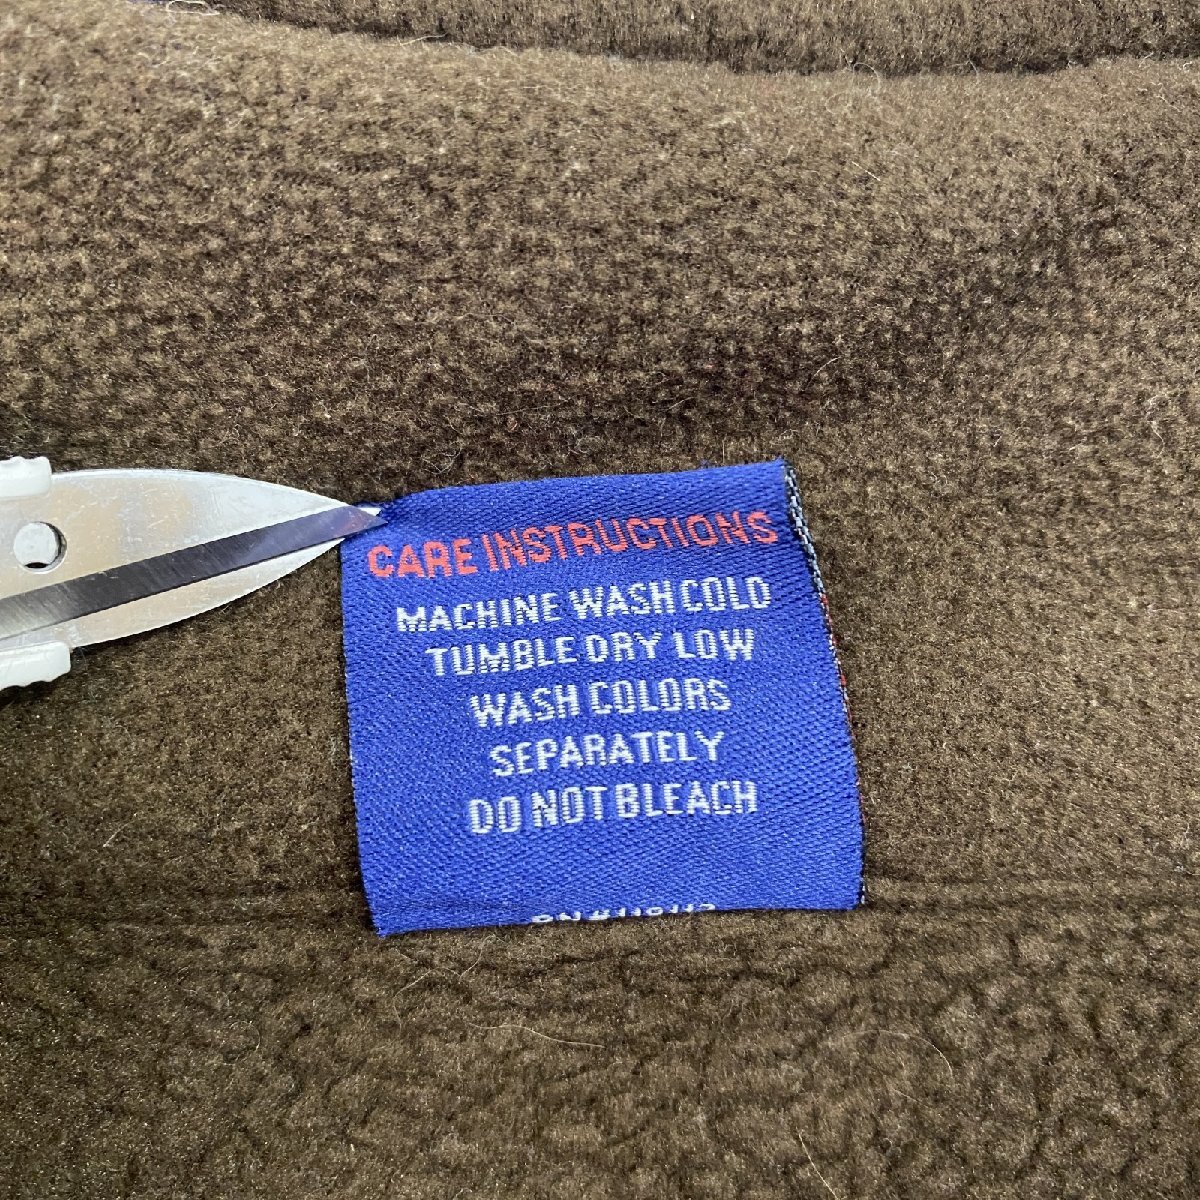 CARE INSTRUCTIONS
MACHINE WASH COLD
TUMBLE DRY LOW
WASH COLORS
SEPARATELY
DO NOT BLEACH